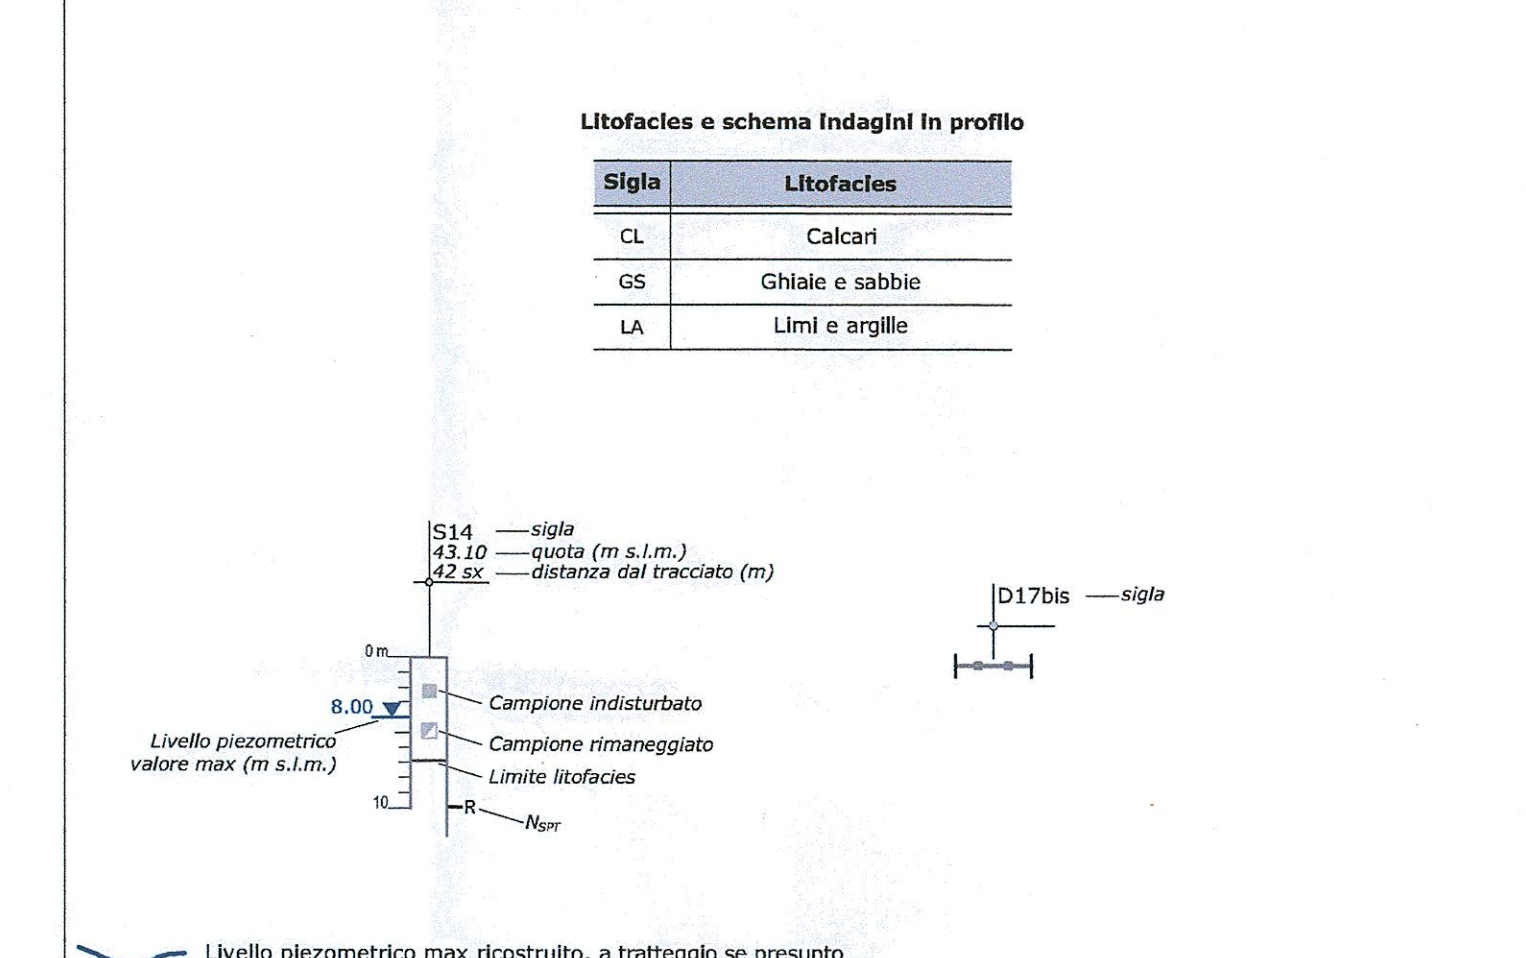 Litofacies e schema indagini in profilo
Sigla Litofacies
CL Calcari
GS Ghiaie e sabbie
LA Limi e argille
S14 sigla
43.10 quota (m s.l.m.)
42 sx distanza dal tracciato (m)
D17bis sigla
0 m
Campione indisturbato
8.00
Livello piezometrico
valore max (m s.l.m.)
Campione rimaneggiato
Limite litofacies
10
R
NSPT
Livello piezometrico max ricostruito, a tratteggio se presunto